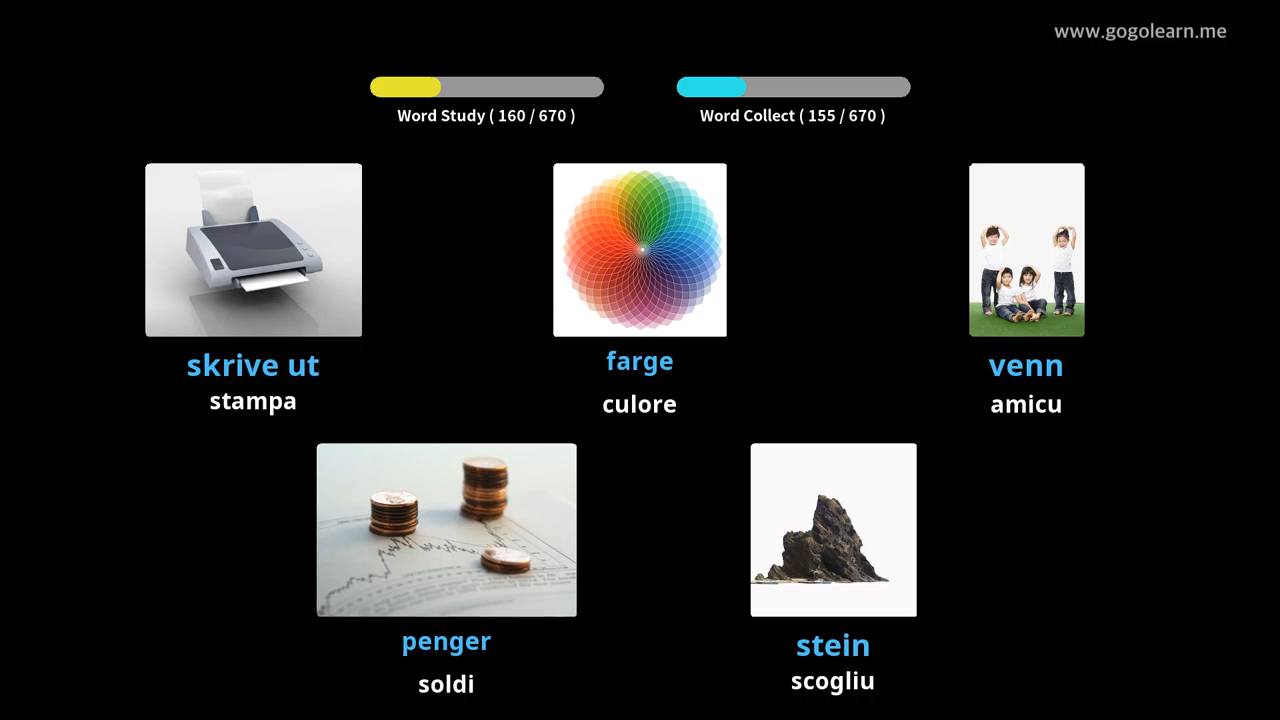 www.gogolearn.me
Word Study ( 160 / 670 )
Word Collect ( 155 / 670 )
skrive ut
stampa
farge
culore
venn
amicu
penger
soldi
stein
scogliu